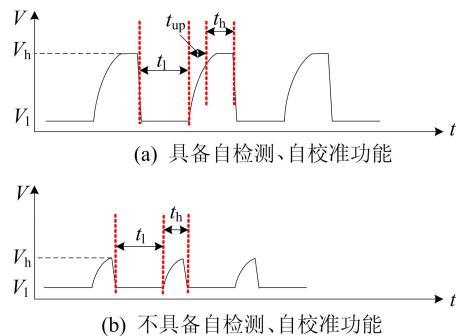 V
t_up
t_h
V_h
t_l
V_l
t
(a) 具备自检测、自校准功能
V
t_h
V_h
t_l
V_l
t
(b) 不具备自检测、自校准功能